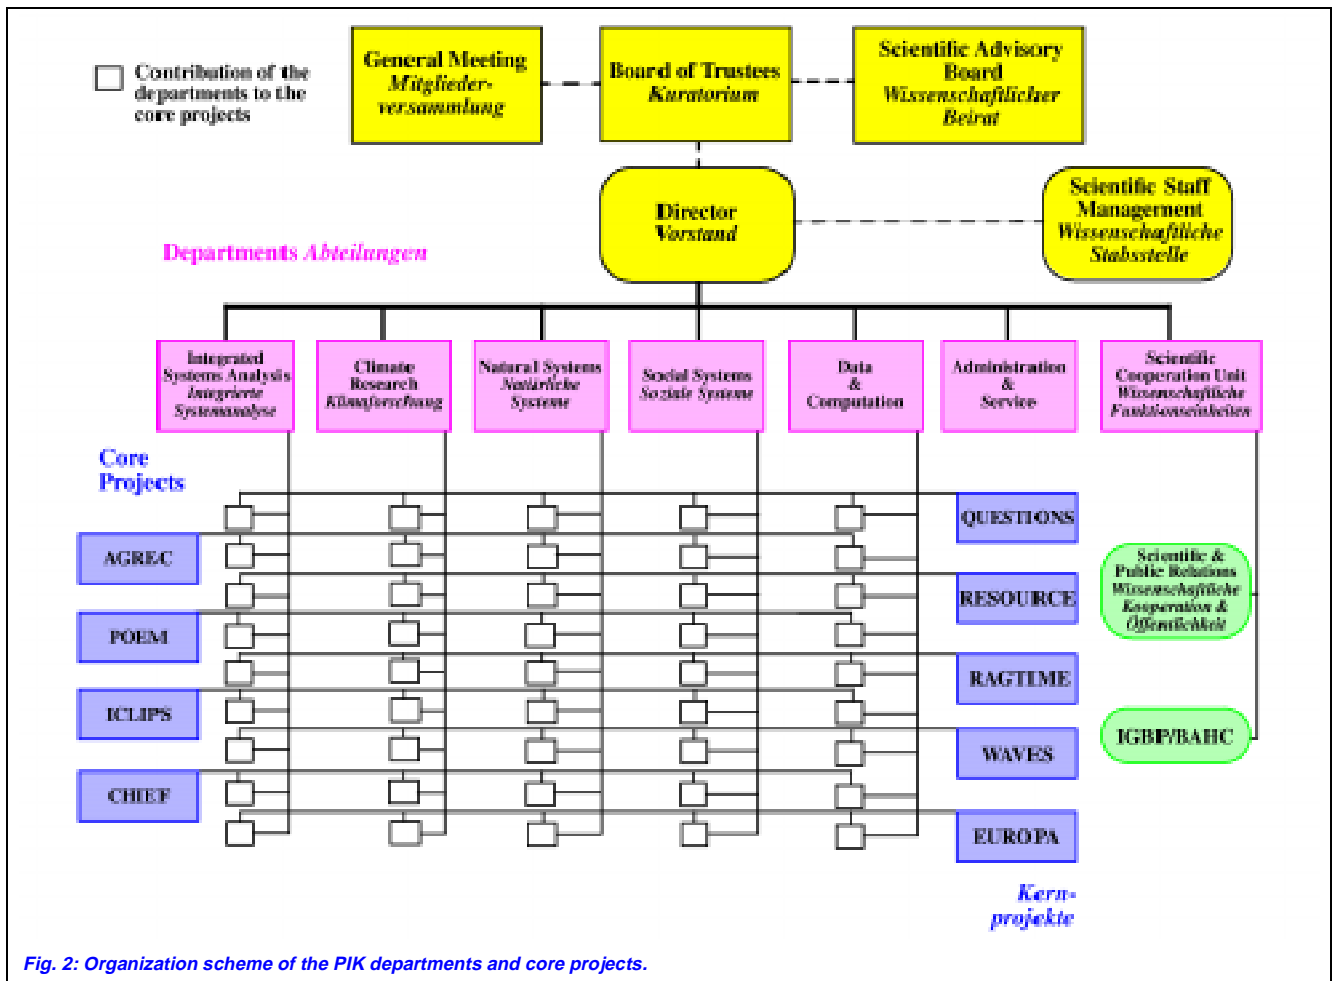 Contribution of the
departments to the
core projects
General Meeting
Mitglieder-
versammlung
Board of Trustees
Kuratorium
Scientific Advisory
Board
Wissenschaftlicher
Beirat
Director
Vorstand
Scientific Staff
Management
Wissenschaftliche
Stabsstelle
Departments Abteilungen
Integrated
Systems Analysis
Integrierte
Systemanalyse
Climate
Research
Klimaforschung
Natural Systems
Natürliche
Systeme
Social Systems
Soziale Systeme
Data
&
Computation
Administration
&
Service
Scientific
Cooperation Unit
Wissenschaftliche
Funktionseinheiten
Core
Projects
QUESTIONS
AGREC
RESOURCE
POEM
RAGTIME
ICLIPS
WAVES
CHIEF
EUROPA
Scientific &
Public Relations
Wissenschaftliche
Kooperation &
Öffentlichkeit
IGBP/BAHC
Kern-
projekte
Fig. 2: Organization scheme of the PIK departments and core projects.